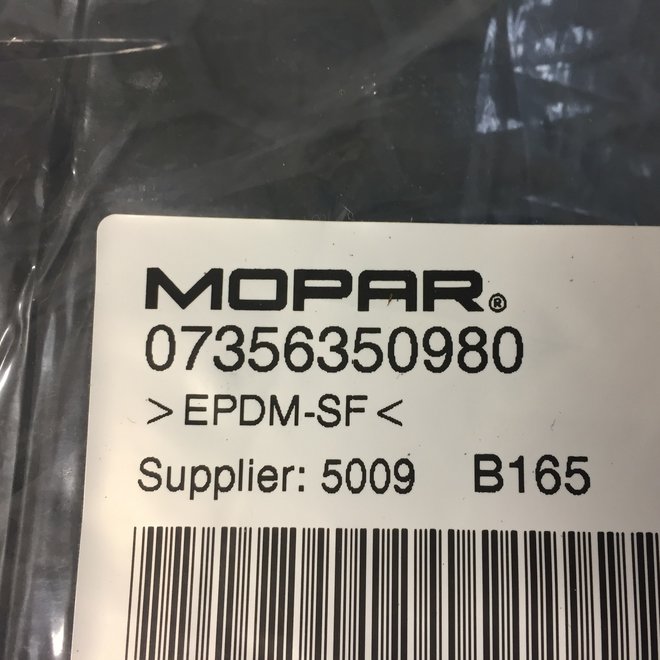 MOPAR®
07356350980
>EPDM-SF<
Supplier: 5009 B165